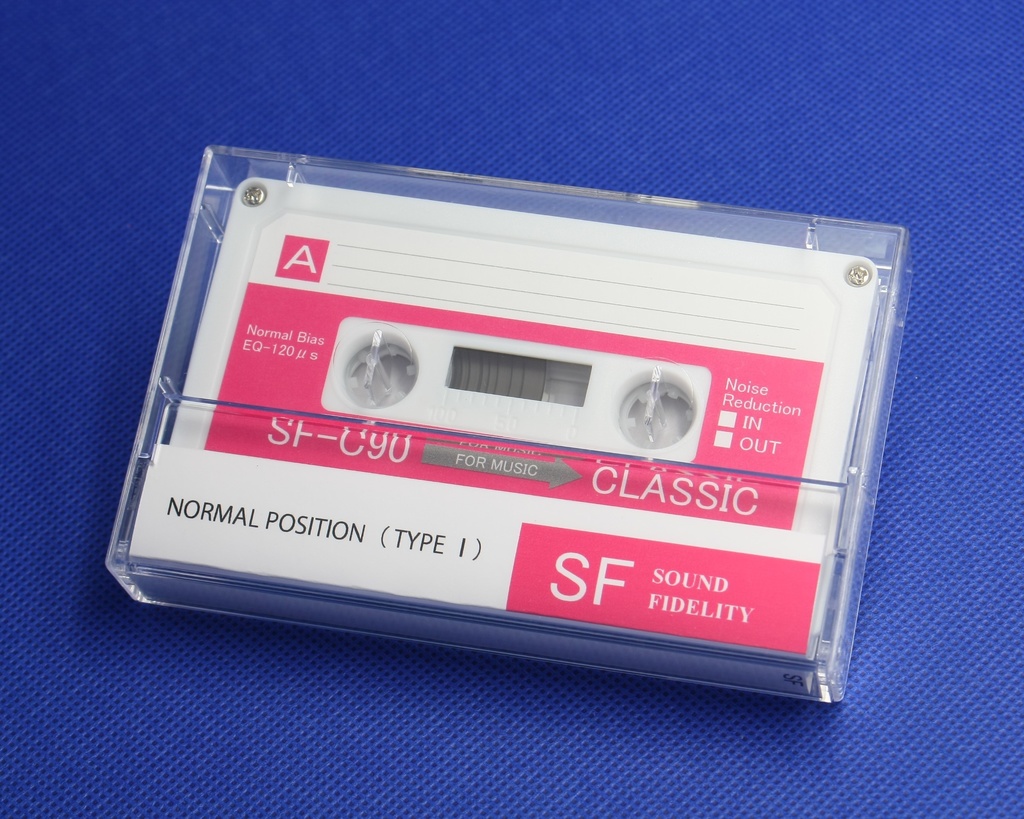 A
Normal Bias
EQ-120μs
Noise
Reduction
IN
OUT
SF-C90
FOR MUSIC
CLASSIC
NORMAL POSITION (TYPE I)
SF
SOUND
FIDELITY